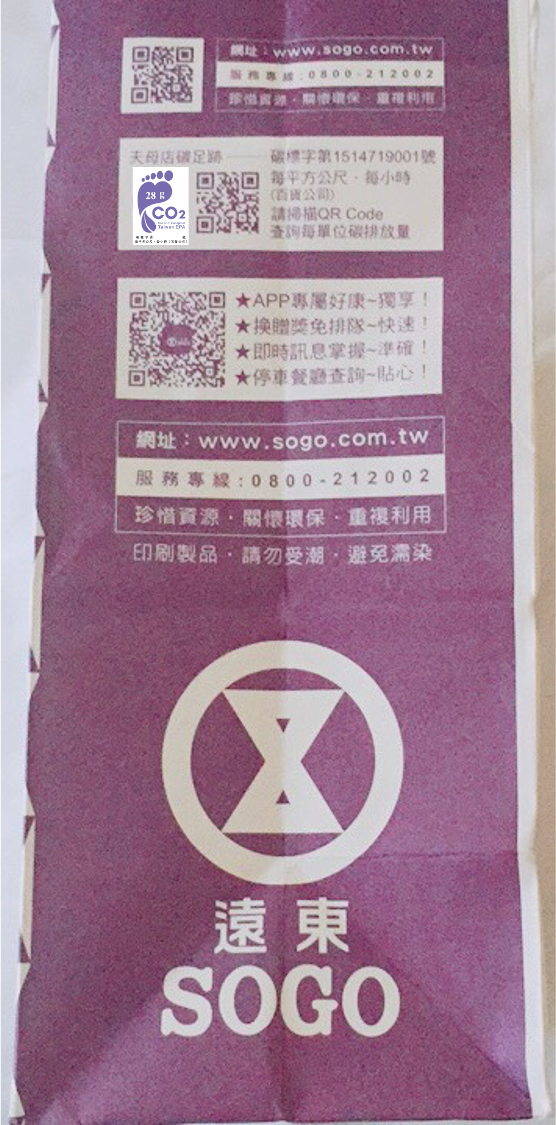 網址：www.sogo.com.tw
服務專線：0800-212002
珍惜資源．關懷環保．重複利用
天母店碳足跡 碳標字第1514719001號
每平方公尺．每小時
(百貨公司)
請掃描QR Code
查詢每單位碳排放量
28 g
CO2
Taiwan EPA
★APP專屬好康~獨享！
★換贈獎免排隊~快速！
★即時訊息掌握~準確！
★停車餐廳查詢~貼心！
網址：www.sogo.com.tw
服務專線：0800-212002
珍惜資源．關懷環保．重複利用
印刷製品．請勿受潮．避免濡染
遠東
SOGO